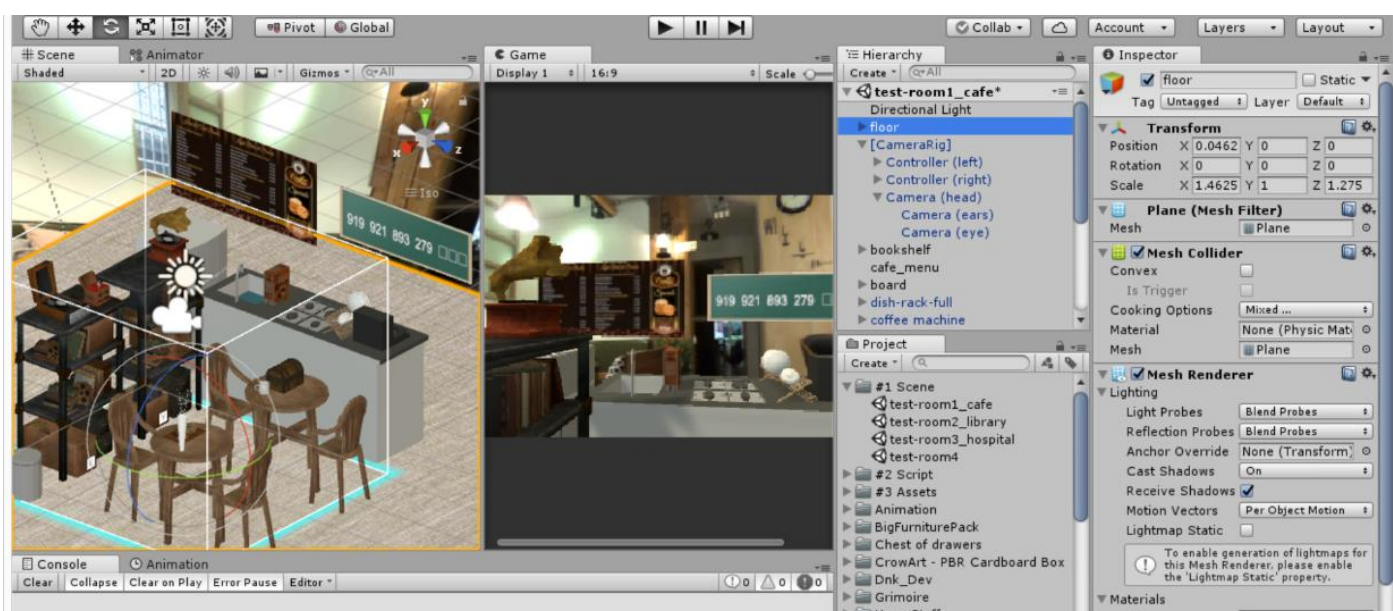 Pivot Global Collab Account Layers Layout
Scene Animator
Shaded 2D Gizmos All
y
x
z
Iso
919 921 893 279 □□□
Game
Display 1 16:9 Scale
919 921 893 279 □
Hierarchy
Create All
test-room1_cafe*
Directional Light
floor
[CameraRig]
Controller (left)
Controller (right)
Camera (head)
Camera (ears)
Camera (eye)
bookshelf
cafe_menu
board
dish-rack-full
coffee machine
Project
Create
#1 Scene
test-room1_cafe
test-room2_library
test-room3_hospital
test-room4
#2 Script
#3 Assets
Animation
BigFurniturePack
Chest of drawers
CrowArt - PBR Cardboard Box
Dnk_Dev
Grimoire
Inspector
floor Static
Tag Untagged Layer Default
Transform
Position X 0.0462 Y 0 Z 0
Rotation X 0 Y 0 Z 0
Scale X 1.4625 Y 1 Z 1.275
Plane (Mesh Filter)
Mesh Plane
Mesh Collider
Convex
Is Trigger
Cooking Options Mixed ...
Material None (Physic Mat
Mesh Plane
Mesh Renderer
Lighting
Light Probes Blend Probes
Reflection Probes Blend Probes
Anchor Override None (Transform)
Cast Shadows On
Receive Shadows
Motion Vectors Per Object Motion
Lightmap Static
To enable generation of lightmaps for
this Mesh Renderer, please enable
the 'Lightmap Static' property.
Materials
Console Animation
Clear Collapse Clear on Play Error Pause Editor 0 0 0